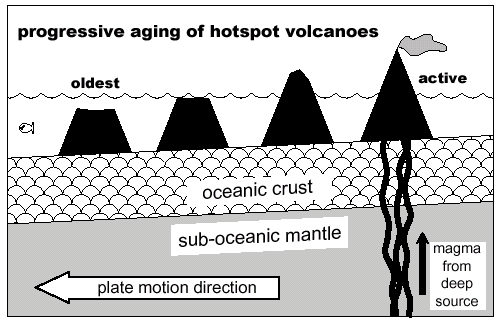 progressive aging of hotspot volcanoes
oldest
active
oceanic crust
sub-oceanic mantle
magma
from
deep
source
plate motion direction